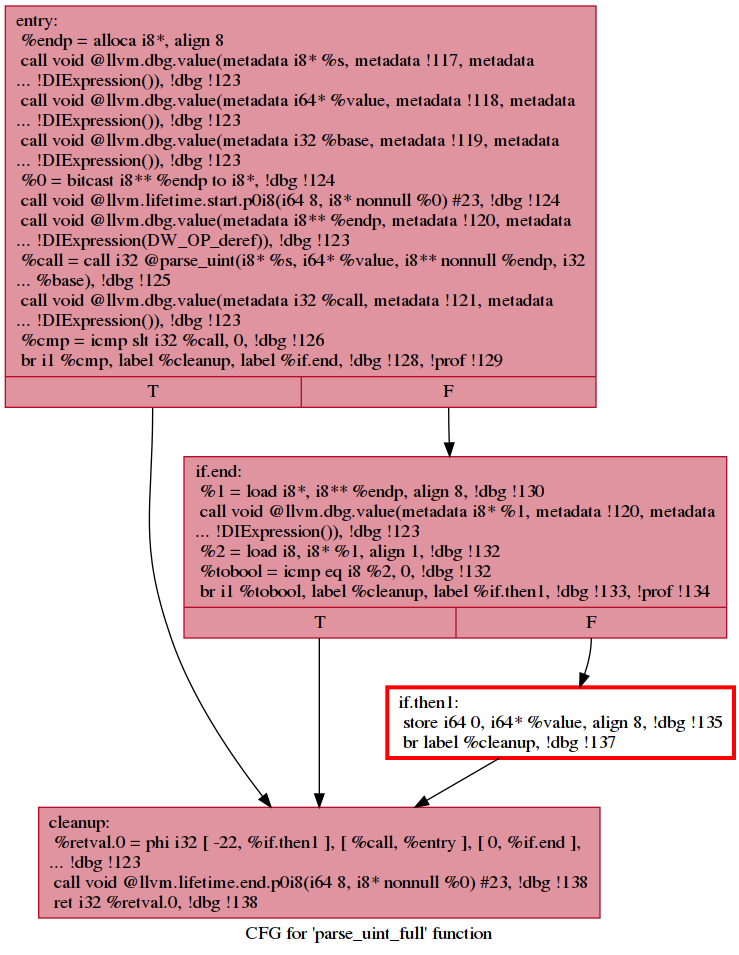 entry:
%endp = alloca i8*, align 8
call void @llvm.dbg.value(metadata i8* %s, metadata !117, metadata
... !DIExpression()), !dbg !123
call void @llvm.dbg.value(metadata i64* %value, metadata !118, metadata
... !DIExpression()), !dbg !123
call void @llvm.dbg.value(metadata i32 %base, metadata !119, metadata
... !DIExpression()), !dbg !123
%0 = bitcast i8** %endp to i8*, !dbg !124
call void @llvm.lifetime.start.p0i8(i64 8, i8* nonnull %0) #23, !dbg !124
call void @llvm.dbg.value(metadata i8** %endp, metadata !120, metadata
... !DIExpression(DW_OP_deref)), !dbg !123
%call = call i32 @parse_uint(i8* %s, i64* %value, i8** nonnull %endp, i32
... %base), !dbg !125
call void @llvm.dbg.value(metadata i32 %call, metadata !121, metadata
... !DIExpression()), !dbg !123
%cmp = icmp slt i32 %call, 0, !dbg !126
br i1 %cmp, label %cleanup, label %if.end, !dbg !128, !prof !129
T F
if.end:
%1 = load i8*, i8** %endp, align 8, !dbg !130
call void @llvm.dbg.value(metadata i8* %1, metadata !120, metadata
... !DIExpression()), !dbg !123
%2 = load i8, i8* %1, align 1, !dbg !132
%tobool = icmp eq i8 %2, 0, !dbg !132
br i1 %tobool, label %cleanup, label %if.then1, !dbg !133, !prof !134
T F
if.then1:
store i64 0, i64* %value, align 8, !dbg !135
br label %cleanup, !dbg !137
cleanup:
%retval.0 = phi i32 [ -22, %if.then1 ], [ %call, %entry ], [ 0, %if.end ],
... !dbg !123
call void @llvm.lifetime.end.p0i8(i64 8, i8* nonnull %0) #23, !dbg !138
ret i32 %retval.0, !dbg !138
CFG for 'parse_uint_full' function